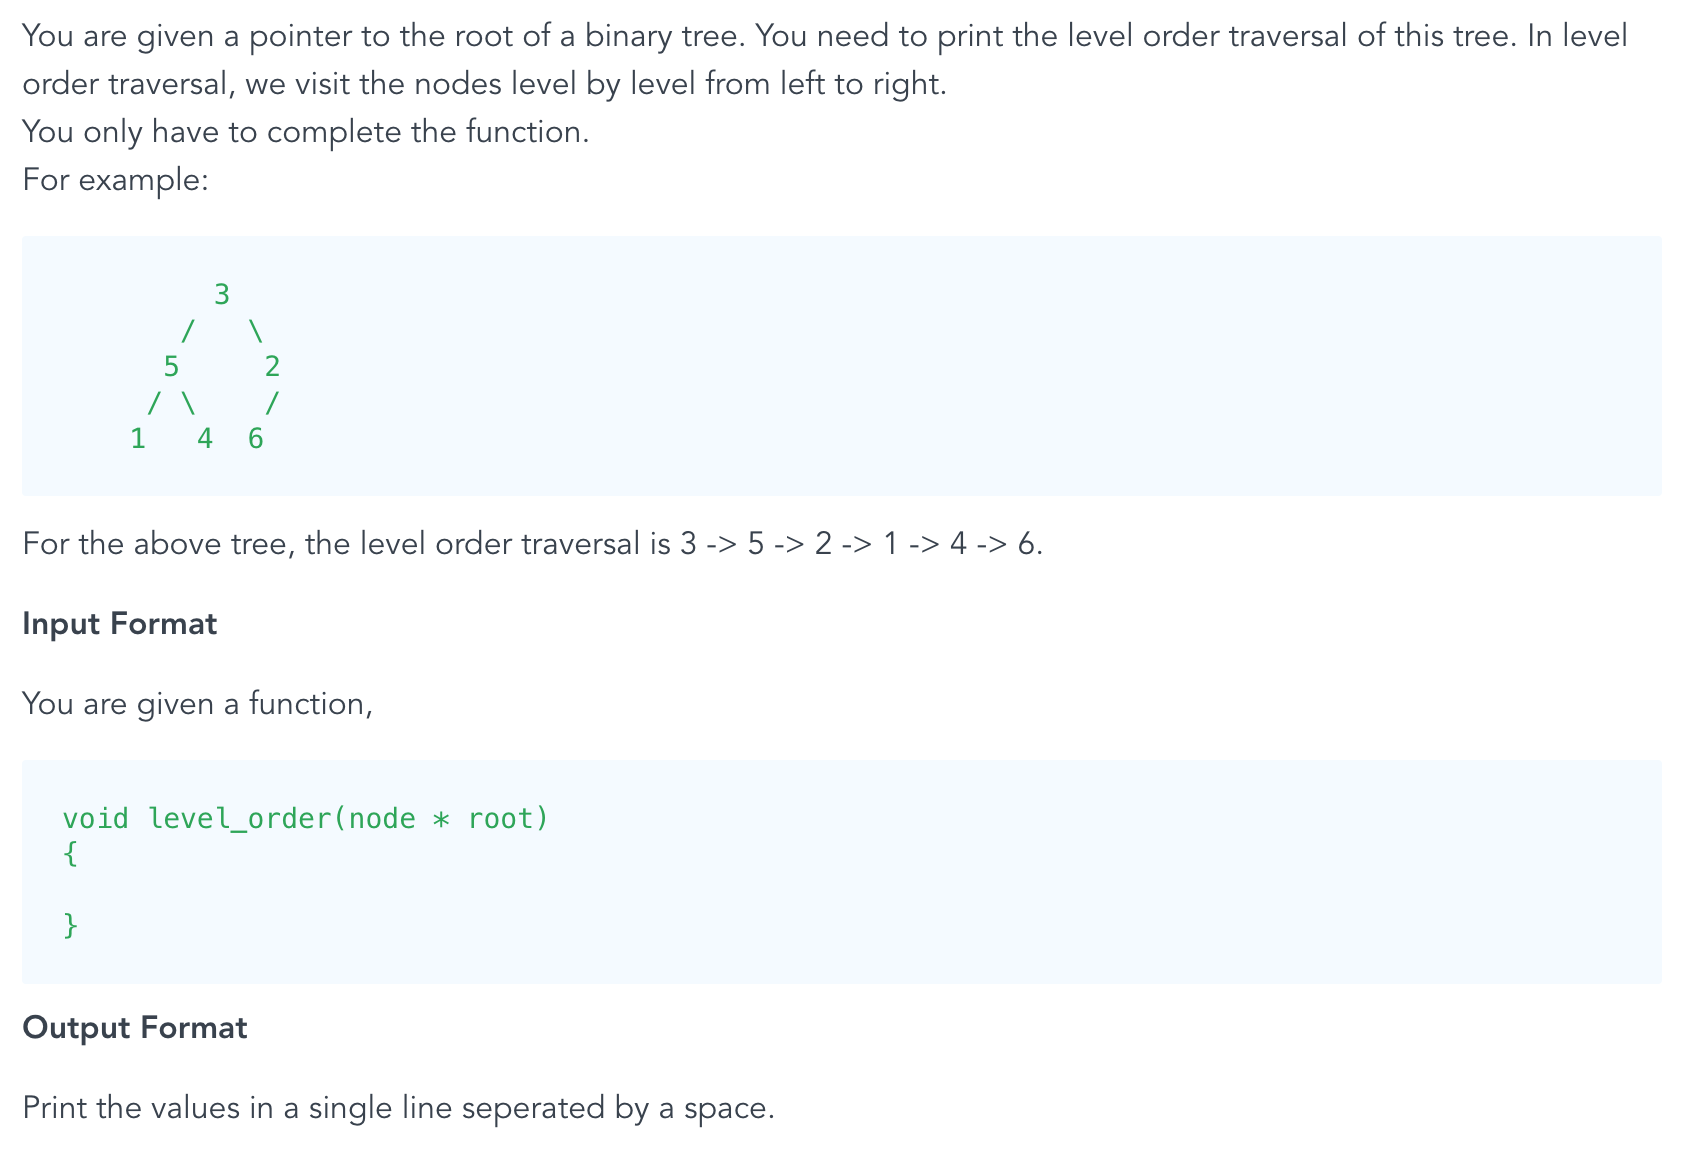 You are given a pointer to the root of a binary tree. You need to print the level order traversal of this tree. In level
order traversal, we visit the nodes level by level from left to right.
You only have to complete the function.
For example:
3
/ \
5 2
/ \ /
1 4 6
For the above tree, the level order traversal is 3 -> 5 -> 2 -> 1 -> 4 -> 6.
Input Format
You are given a function,
void level_order(node * root)
{
}
Output Format
Print the values in a single line seperated by a space.